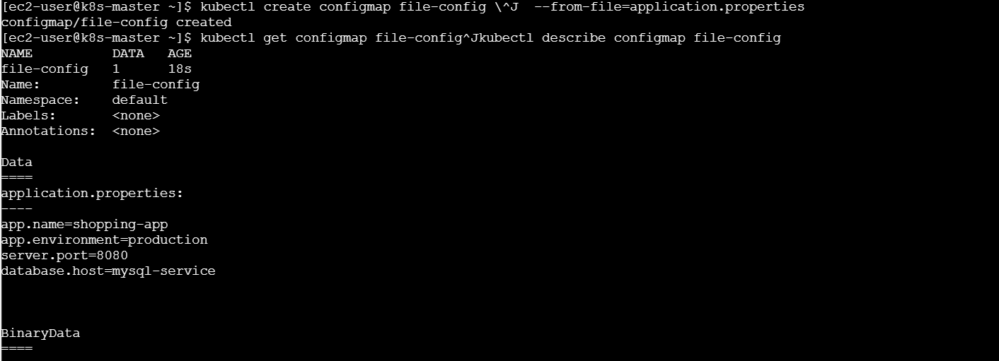 [ec2-user@k8s-master ~]$ kubectl create configmap file-config \^J  --from-file=application.properties
configmap/file-config created
[ec2-user@k8s-master ~]$ kubectl get configmap file-config^Jkubectl describe configmap file-config
NAME          DATA   AGE
file-config   1      18s
Name:         file-config
Namespace:    default
Labels:       <none>
Annotations:  <none>

Data
====
application.properties:
----
app.name=shopping-app
app.environment=production
server.port=8080
database.host=mysql-service

BinaryData
====